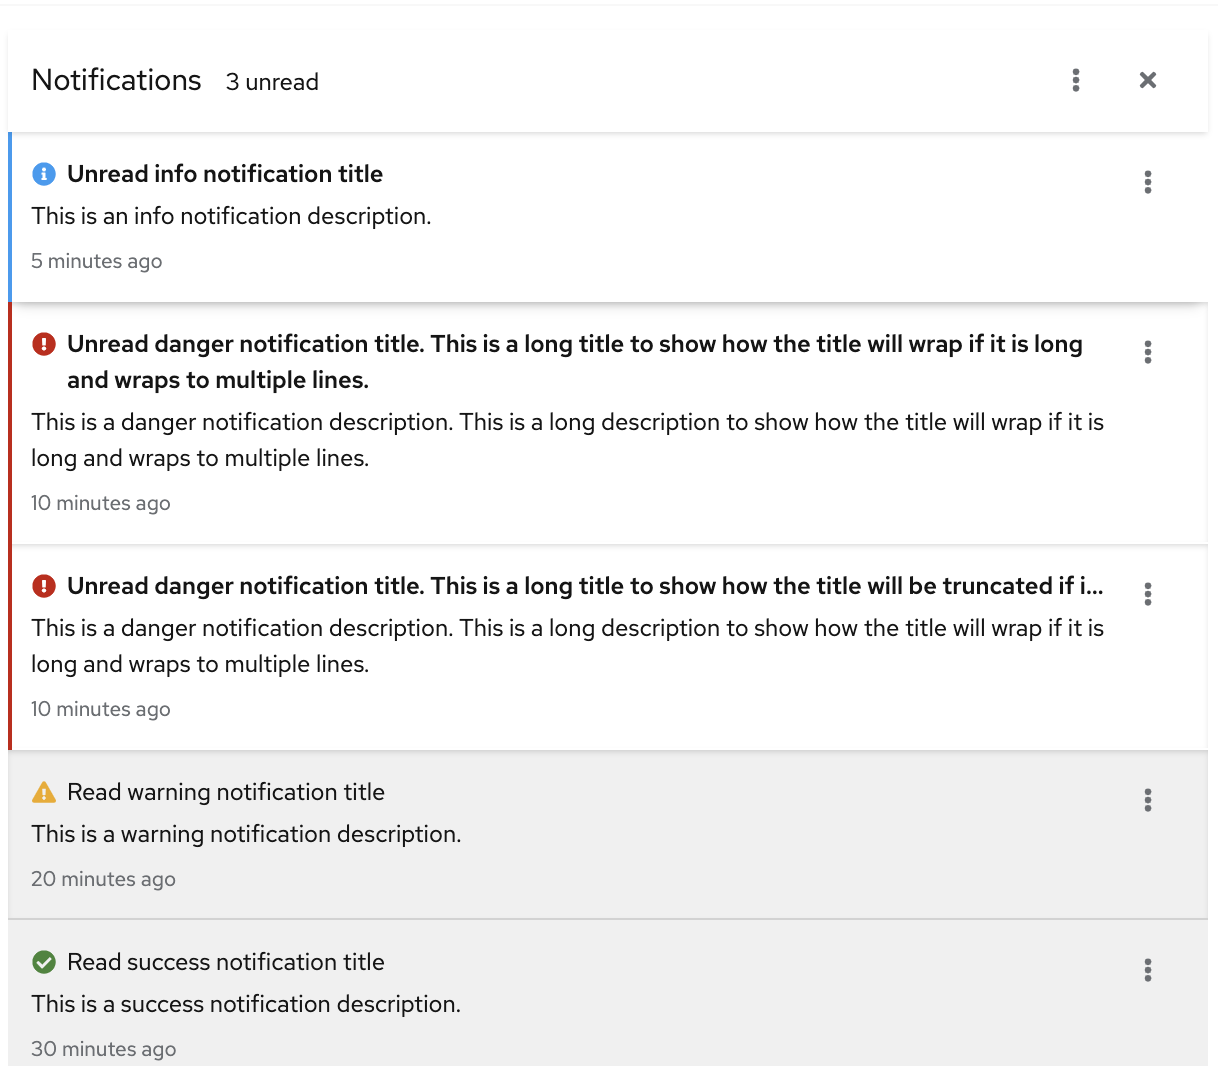 Notifications 3 unread
Unread info notification title
This is an info notification description.
5 minutes ago
Unread danger notification title. This is a long title to show how the title will wrap if it is long
and wraps to multiple lines.
This is a danger notification description. This is a long description to show how the title will wrap if it is
long and wraps to multiple lines.
10 minutes ago
Unread danger notification title. This is a long title to show how the title will be truncated if i...
This is a danger notification description. This is a long description to show how the title will wrap if it is
long and wraps to multiple lines.
10 minutes ago
Read warning notification title
This is a warning notification description.
20 minutes ago
Read success notification title
This is a success notification description.
30 minutes ago